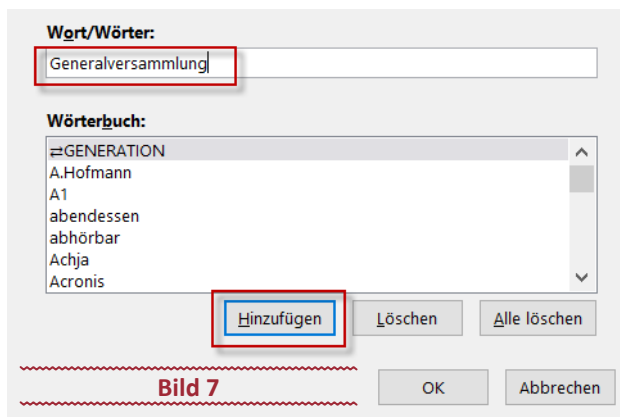 Wort/Wörter:
Generalversammlung
Wörterbuch:
⇄GENERATION
A.Hofmann
A1
abendessen
abhörbar
Achja
Acronis
Hinzufügen Löschen Alle löschen
Bild 7 OK Abbrechen